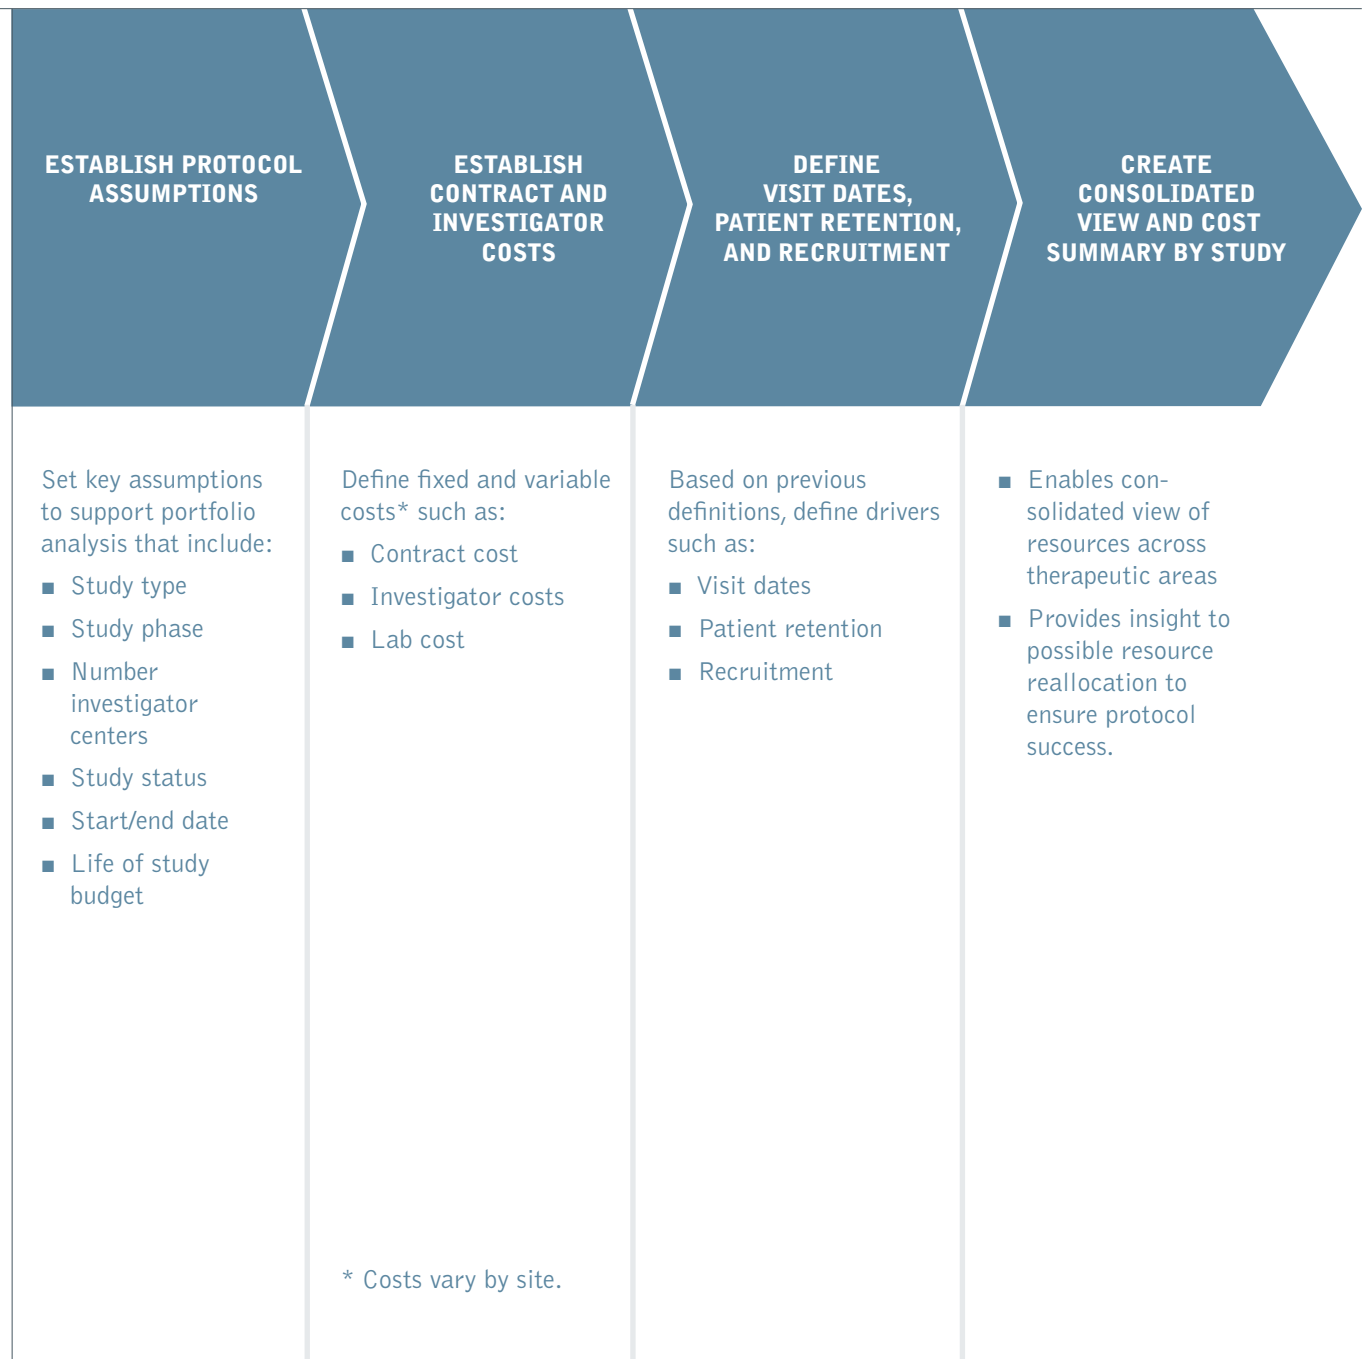 ESTABLISH PROTOCOL
ASSUMPTIONS
ESTABLISH
CONTRACT AND
INVESTIGATOR
COSTS
DEFINE
VISIT DATES,
PATIENT RETENTION,
AND RECRUITMENT
CREATE
CONSOLIDATED
VIEW AND COST
SUMMARY BY STUDY
Set key assumptions
to support portfolio
analysis that include:
■ Study type
■ Study phase
■ Number
investigator
centers
■ Study status
■ Start/end date
■ Life of study
budget
Define fixed and variable
costs* such as:
■ Contract cost
■ Investigator costs
■ Lab cost
* Costs vary by site.
Based on previous
definitions, define drivers
such as:
■ Visit dates
■ Patient retention
■ Recruitment
■ Enables con-
solidated view of
resources across
therapeutic areas
■ Provides insight to
possible resource
reallocation to
ensure protocol
success.